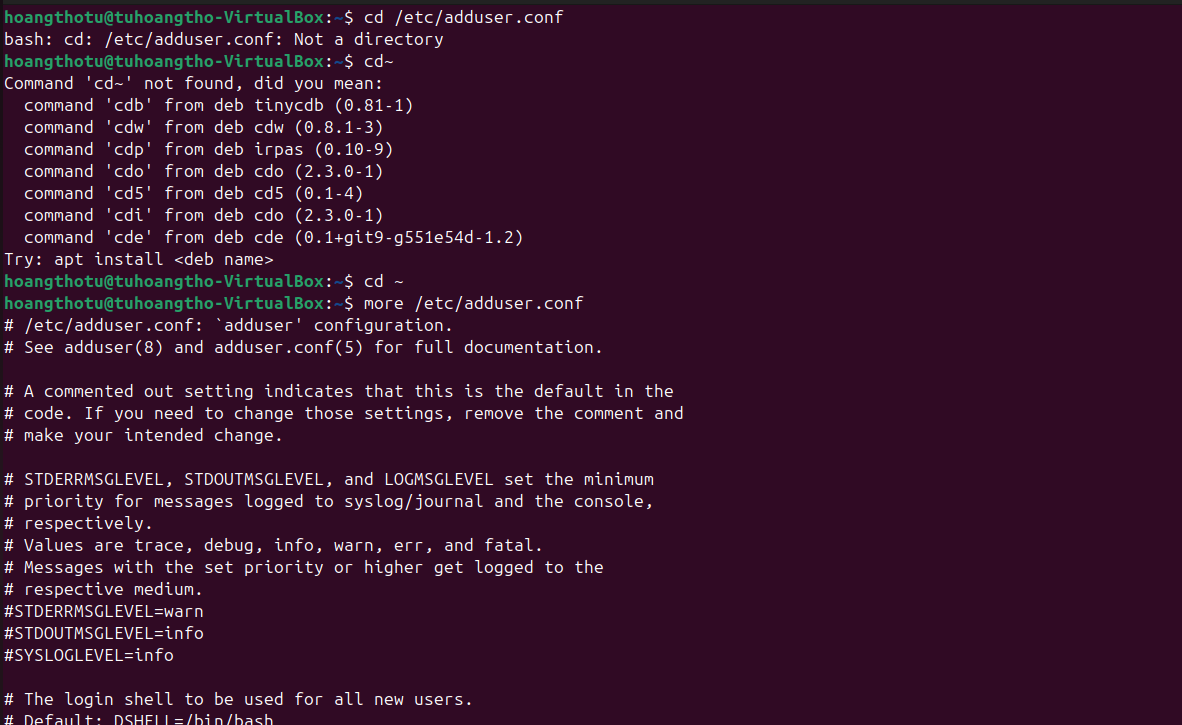 hoangthotu@tuhoangtho-VirtualBox:~$ cd /etc/adduser.conf
bash: cd: /etc/adduser.conf: Not a directory
hoangthotu@tuhoangtho-VirtualBox:~$ cd~
Command 'cd~' not found, did you mean:
  command 'cdb' from deb tinycdb (0.81-1)
  command 'cdw' from deb cdw (0.8.1-3)
  command 'cdp' from deb irpas (0.10-9)
  command 'cdo' from deb cdo (2.3.0-1)
  command 'cd5' from deb cd5 (0.1-4)
  command 'cdi' from deb cdo (2.3.0-1)
  command 'cde' from deb cde (0.1+git9-g551e54d-1.2)
Try: apt install <deb name>
hoangthotu@tuhoangtho-VirtualBox:~$ cd ~
hoangthotu@tuhoangtho-VirtualBox:~$ more /etc/adduser.conf
# /etc/adduser.conf: `adduser' configuration.
# See adduser(8) and adduser.conf(5) for full documentation.

# A commented out setting indicates that this is the default in the
# code. If you need to change those settings, remove the comment and
# make your intended change.

# STDERRMSGLEVEL, STDOUTMSGLEVEL, and LOGMSGLEVEL set the minimum
# priority for messages logged to syslog/journal and the console,
# respectively.
# Values are trace, debug, info, warn, err, and fatal.
# Messages with the set priority or higher get logged to the
# respective medium.
#STDERRMSGLEVEL=warn
#STDOUTMSGLEVEL=info
#SYSLOGLEVEL=info

# The login shell to be used for all new users.
# Default: DSHELL=/bin/bash